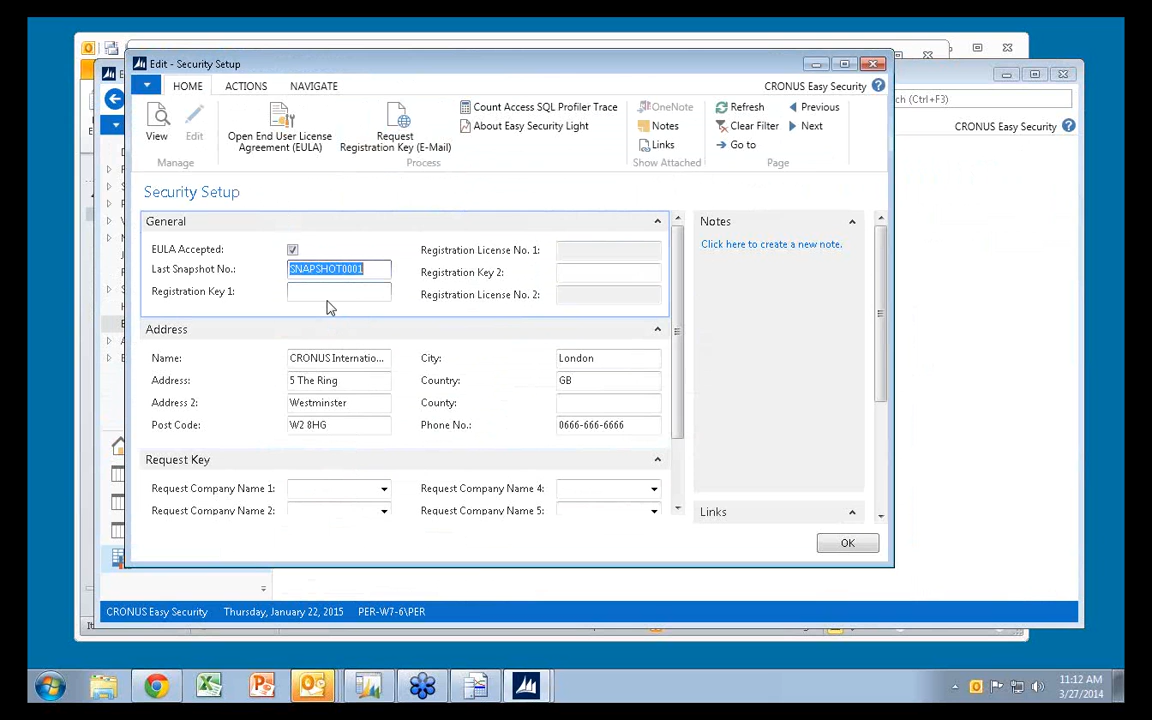 Edit - Security Setup
HOME ACTIONS NAVIGATE
CRONUS Easy Security
View
Edit
Manage
Open End User License Agreement (EULA)
Request Registration Key (E-Mail)
Process
Count Access SQL Profiler Trace
About Easy Security Light
OneNote
Notes
Links
Show Attached
Refresh
Clear Filter
Go to
Previous
Next
Page
ch (Ctrl+F3)
CRONUS Easy Security
Security Setup
General
EULA Accepted:
Last Snapshot No.: SNAPSHOT0001
Registration Key 1:
Registration License No. 1:
Registration Key 2:
Registration License No. 2:
Address
Name: CRONUS Internatio...
Address: 5 The Ring
Address 2: Westminster
Post Code: W2 8HG
City: London
Country: GB
County:
Phone No.: 0666-666-6666
Request Key
Request Company Name 1:
Request Company Name 2:
Request Company Name 4:
Request Company Name 5:
Notes
Click here to create a new note.
Links
OK
CRONUS Easy Security Thursday, January 22, 2015 PER-W7-6\PER
11:12 AM
3/27/2014